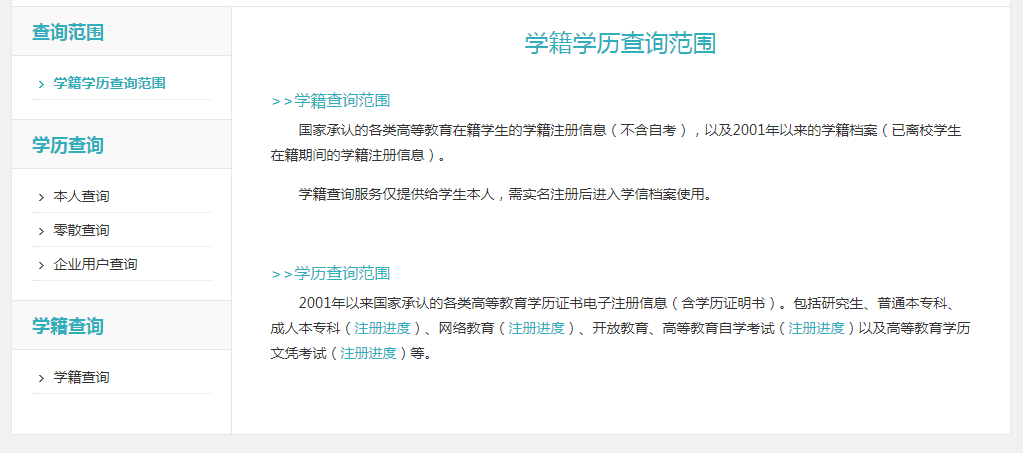 查询范围
学籍学历查询范围
学历查询
本人查询
零散查询
企业用户查询
学籍查询
学籍查询
学籍学历查询范围
>>学籍查询范围
国家承认的各类高等教育在籍学生的学籍注册信息（不含自考），以及2001年以来的学籍档案（已离校学生
在籍期间的学籍注册信息）。
学籍查询服务仅提供给学生本人，需实名注册后进入学信档案使用。
>>学历查询范围
2001年以来国家承认的各类高等教育学历证书电子注册信息（含学历证明书）。包括研究生、普通本专科、
成人本专科（注册进度）、网络教育（注册进度）、开放教育、高等教育自学考试（注册进度）以及高等教育学历
文凭考试（注册进度）等。